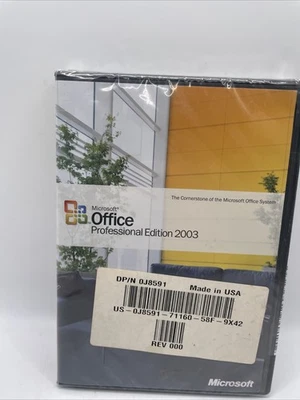 The Cornerstone of the Microsoft Office System
Microsoft®
Office
Professional Edition 2003
DP/N 0J8591 Made in USA
US-0J8591-71160-58F-9X42
REV 000
Microsoft